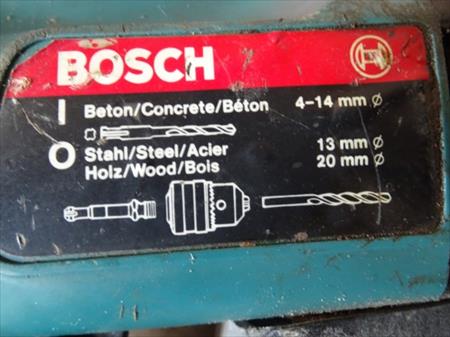 BOSCH
I Beton/Concrete/Béton 4-14 mm ø
O Stahl/Steel/Acier 13 mm ø
Holz/Wood/Bois 20 mm ø